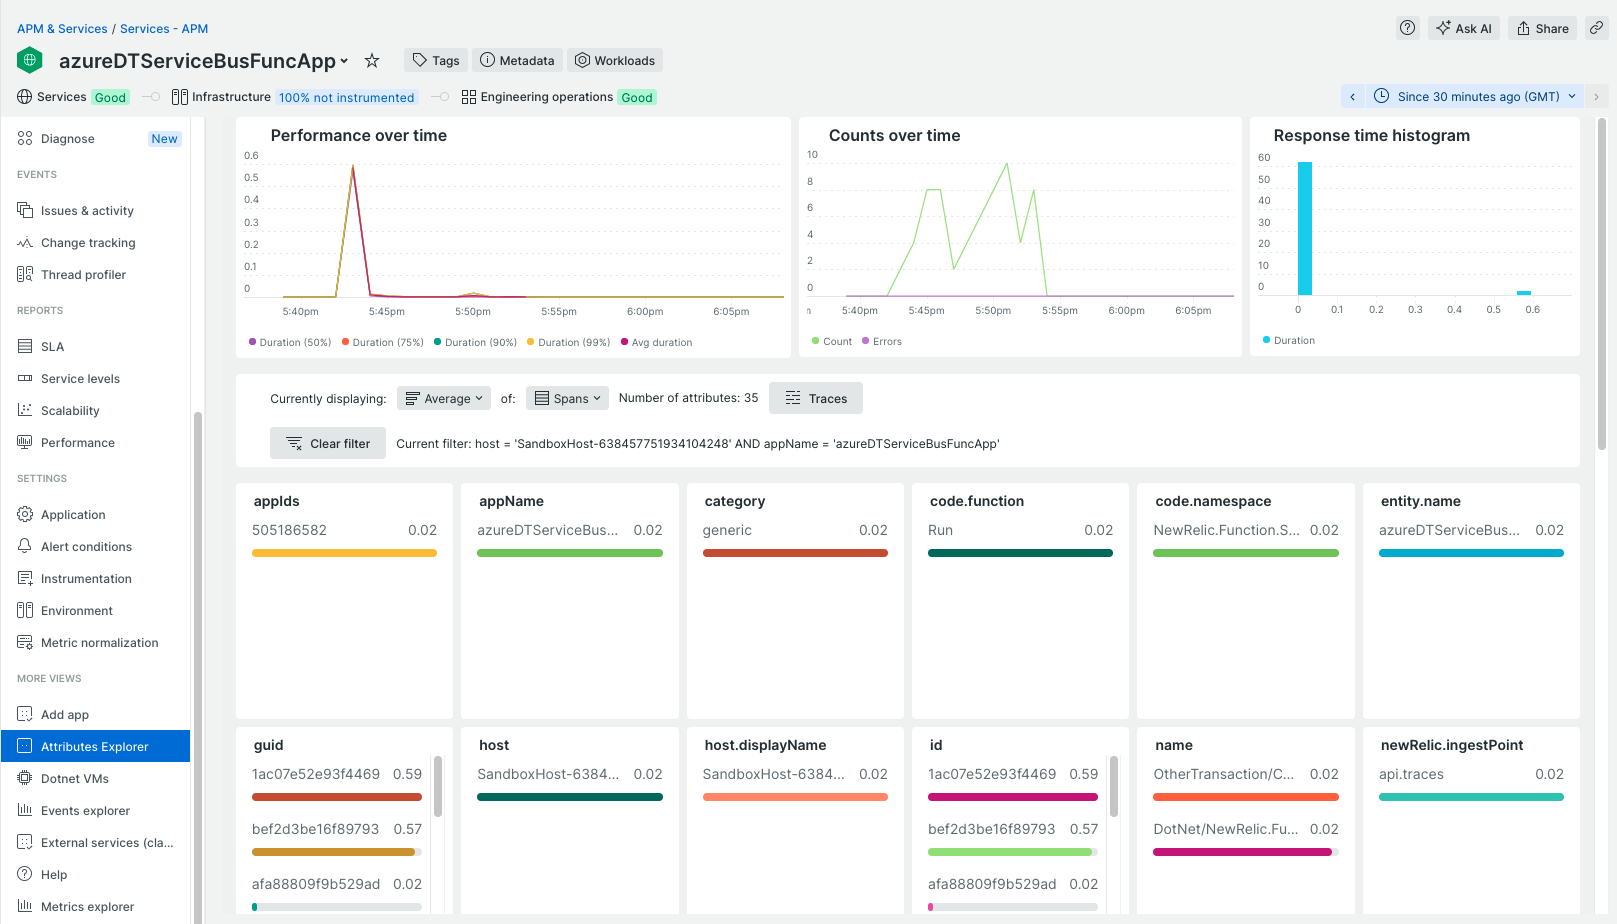 APM & Services / Services - APM
Ask AI
Share
azureDTServiceBusFuncApp
Tags
Metadata
Workloads
Services Good
Infrastructure 100% not instrumented
Engineering operations Good
Since 30 minutes ago (GMT)
Diagnose New
EVENTS
Issues & activity
Change tracking
Thread profiler
REPORTS
SLA
Service levels
Scalability
Performance
SETTINGS
Application
Alert conditions
Instrumentation
Environment
Metric normalization
MORE VIEWS
Add app
Attributes Explorer
Dotnet VMs
Events explorer
External services (cla...
Help
Metrics explorer
Performance over time
0.6
0.5
0.4
0.3
0.2
0.1
0
5:40pm 5:45pm 5:50pm 5:55pm 6:00pm 6:05pm
Duration (50%) Duration (75%) Duration (90%) Duration (99%) Avg duration
Counts over time
10
8
6
4
2
0
5:40pm 5:45pm 5:50pm 5:55pm 6:00pm 6:05pm
Count Errors
Response time histogram
60
50
40
30
20
10
0
0 0.1 0.2 0.3 0.4 0.5 0.6
Duration
Currently displaying: Average of: Spans Number of attributes: 35 Traces
Clear filter Current filter: host = 'SandboxHost-638457751934104248' AND appName = 'azureDTServiceBusFuncApp'
appIds
505186582 0.02
appName
azureDTServiceBus... 0.02
category
generic 0.02
code.function
Run 0.02
code.namespace
NewRelic.Function.S... 0.02
entity.name
azureDTServiceBus... 0.02
guid
1ac07e52e93f4469 0.59
bef2d3be16f89793 0.57
afa88809f9b529ad 0.02
host
SandboxHost-6384... 0.02
host.displayName
SandboxHost-6384... 0.02
id
1ac07e52e93f4469 0.59
bef2d3be16f89793 0.57
afa88809f9b529ad 0.02
name
OtherTransaction/C... 0.02
DotNet/NewRelic.Fu... 0.02
newRelic.ingestPoint
api.traces 0.02